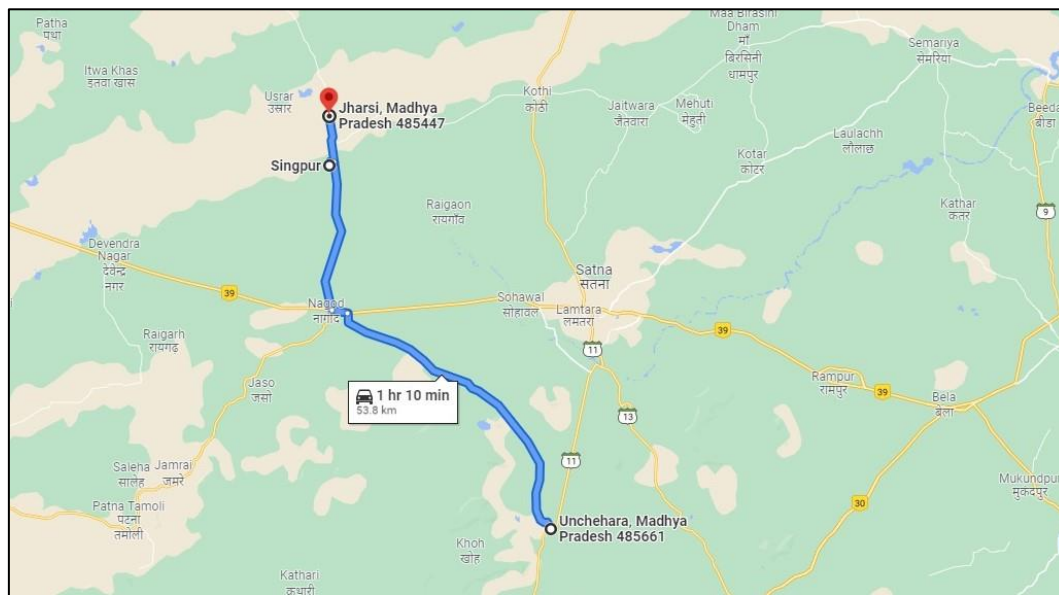 Patha
पथा
Maa Birasini
Dham
माँ
बिरसिनी
धामपुर
Semariya
सेमरिया
Itwa Khas
इतवा खास
Usrar
उस्रार
Jharsi, Madhya
Pradesh 485447
Kothi
कोठी
Jaitwara
जैतवारा
Mehuti
मेहुती
Beeda
बीडा
Laulachh
लौलाछ
Kotar
कोटर
Singpur
Raigaon
रायगाँव
Kathar
कतर
9
Devendra
Nagar
देवेन्द्र
नगर
Satna
सतना
39
Nagod
नागोद
Sohawal
सोहावल
Lamtara
लमतरा
39
Raigarh
रायगढ़
11
Jaso
जसो
1 hr 10 min
53.8 km
Rampur
रामपुर
39
Bela
बेला
13
11
Saleha
सालेह
Jamrai
जमरे
Mukundpur
मुकदपुर
Patna Tamoli
पटना
तमोली
30
Unchehara, Madhya
Pradesh 485661
Khoh
खोह
Kathari
कथारी